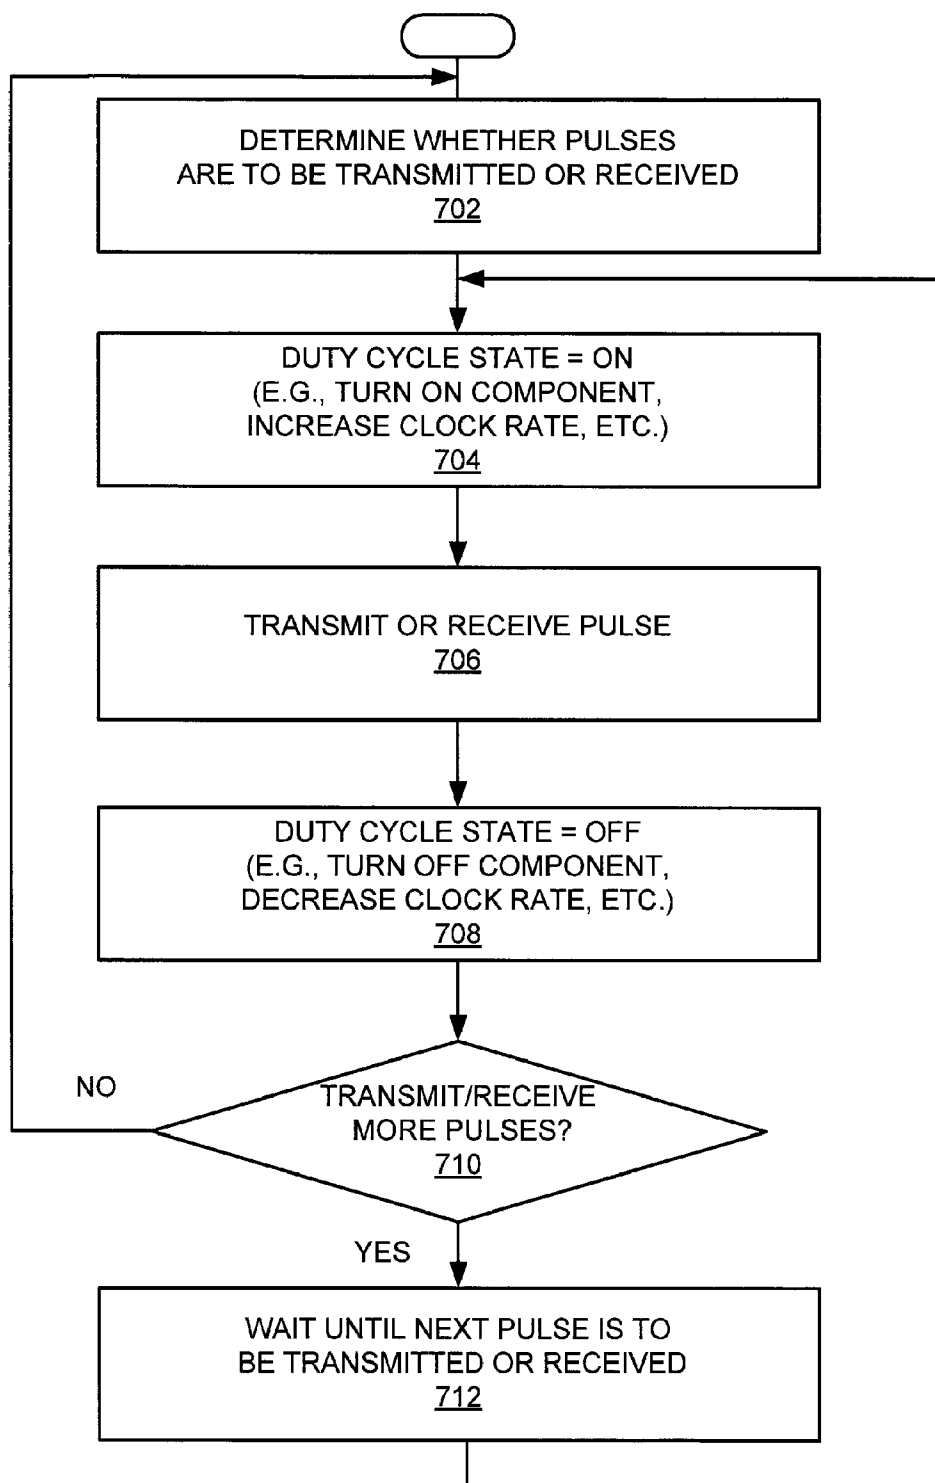 DETERMINE WHETHER PULSES
ARE TO BE TRANSMITTED OR RECEIVED
702
DUTY CYCLE STATE = ON
(E.G., TURN ON COMPONENT,
INCREASE CLOCK RATE, ETC.)
704
TRANSMIT OR RECEIVE PULSE
706
DUTY CYCLE STATE = OFF
(E.G., TURN OFF COMPONENT,
DECREASE CLOCK RATE, ETC.)
708
NO
TRANSMIT/RECEIVE
MORE PULSES?
710
YES
WAIT UNTIL NEXT PULSE IS TO
BE TRANSMITTED OR RECEIVED
712